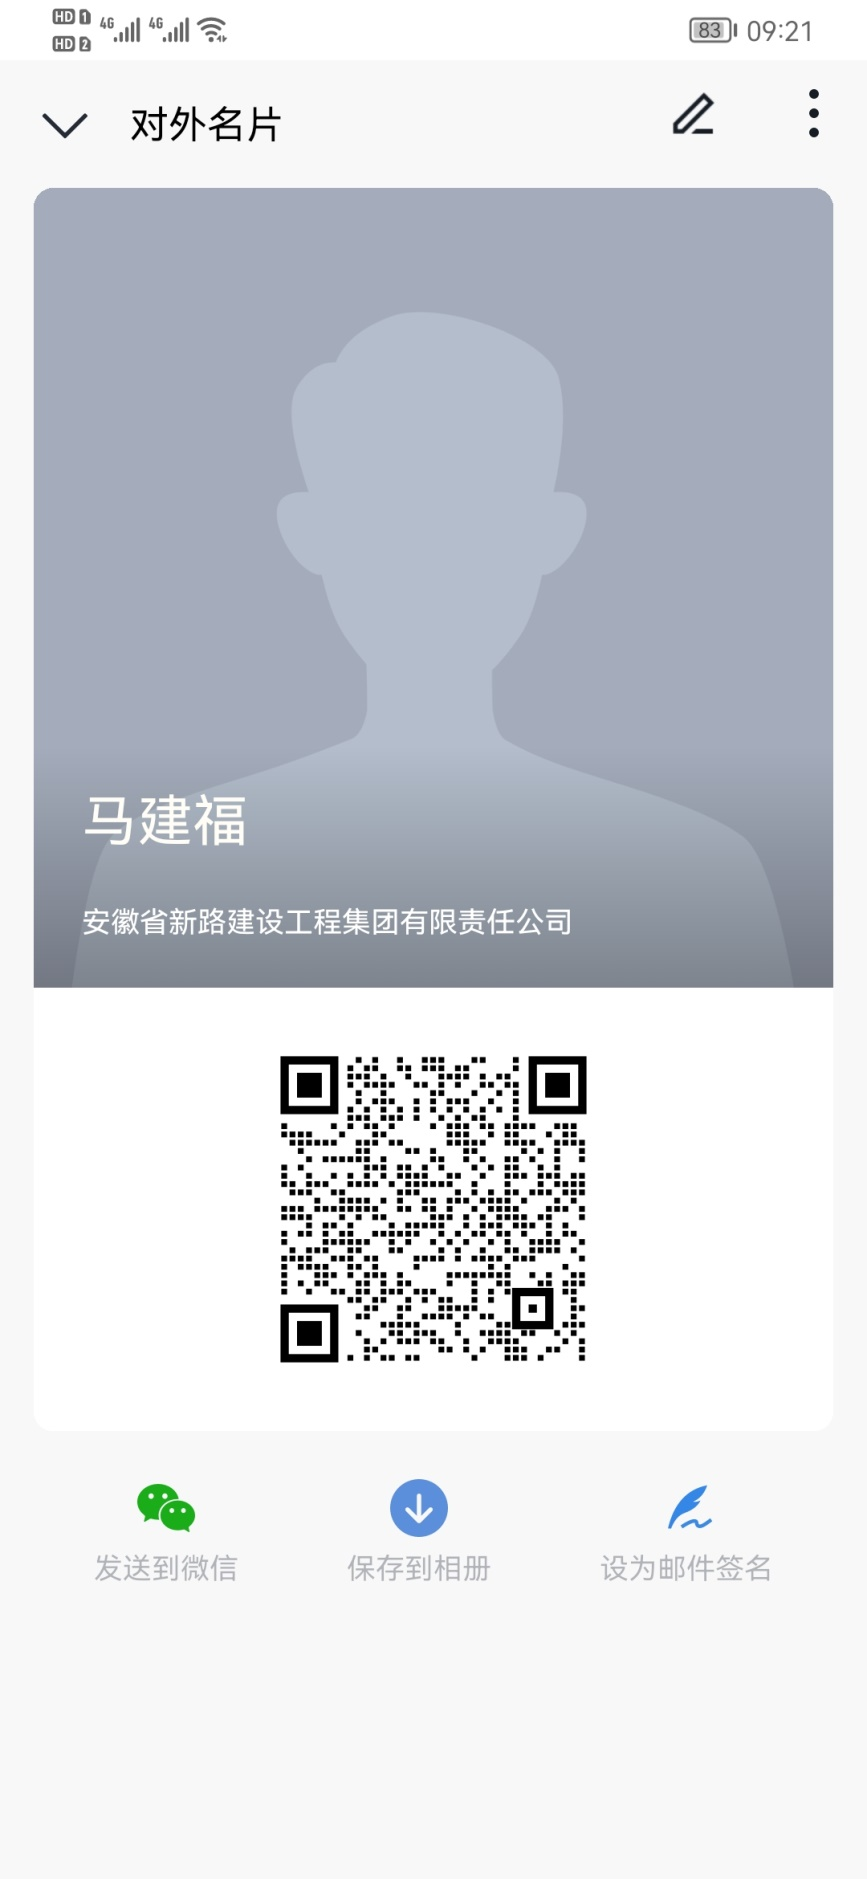 HD 1 4G 4G
HD 2
83 09:21
对外名片
马建福
安徽省新路建设工程集团有限责任公司
发送到微信
保存到相册
设为邮件签名